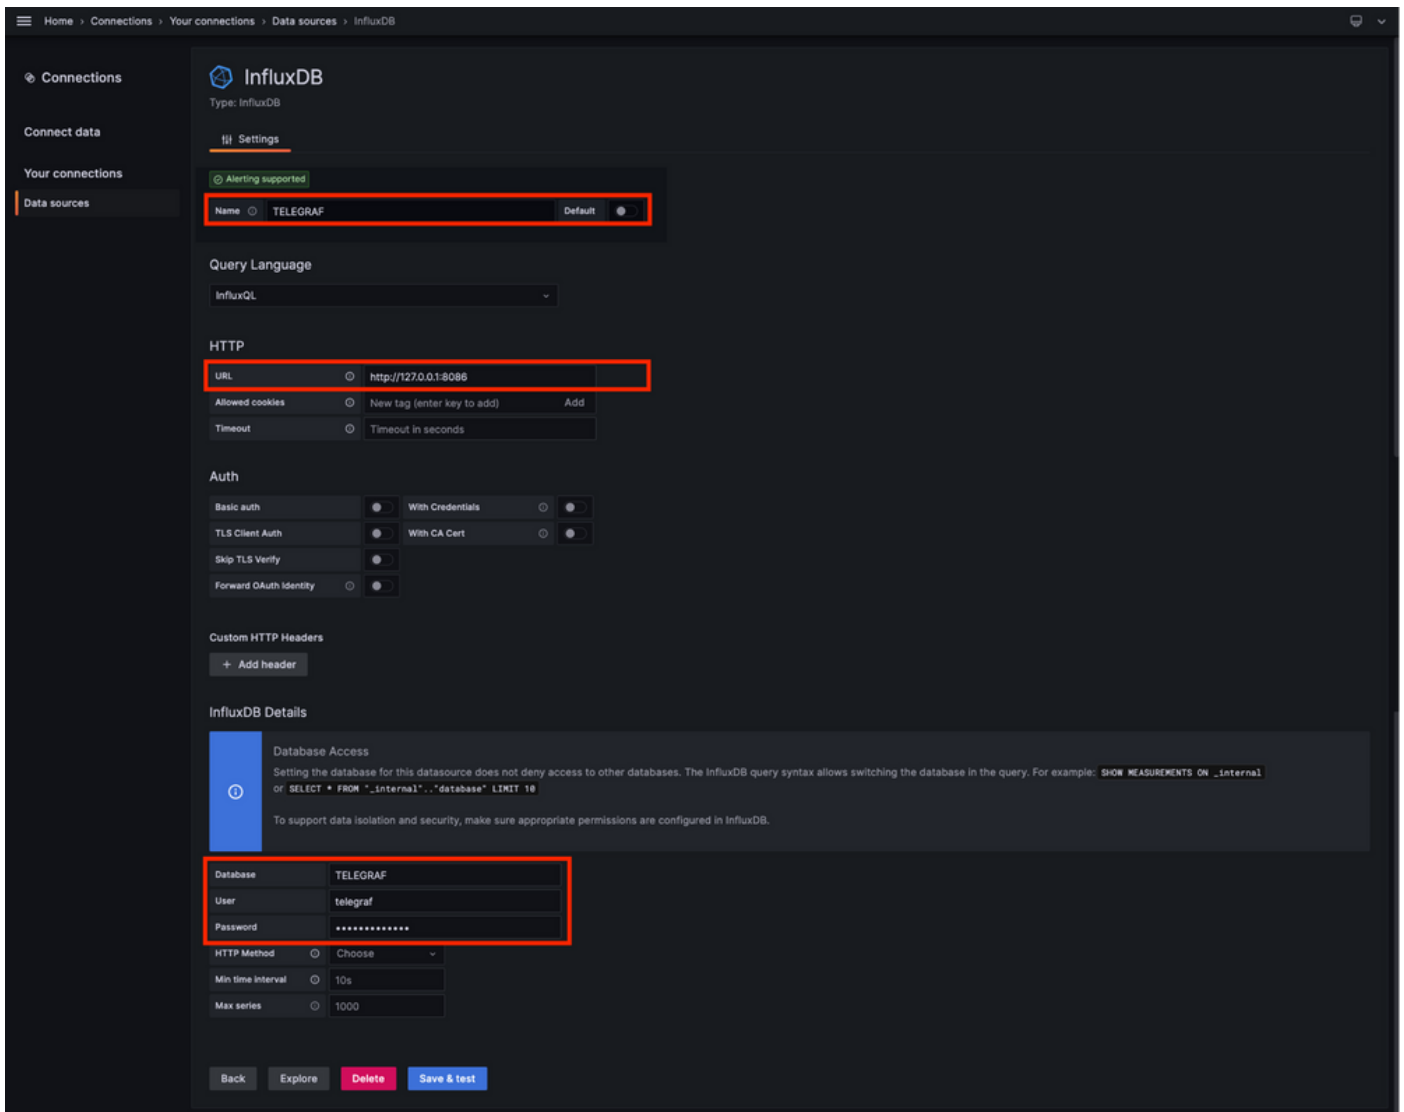 Home › Connections › Your connections › Data sources › InfluxDB
Connections
Connect data
Your connections
Data sources
InfluxDB
Type: InfluxDB
Settings
Alerting supported
Name TELEGRAF Default
Query Language
InfluxQL
HTTP
URL http://127.0.0.1:8086
Allowed cookies New tag (enter key to add) Add
Timeout Timeout in seconds
Auth
Basic auth With Credentials
TLS Client Auth With CA Cert
Skip TLS Verify
Forward OAuth Identity
Custom HTTP Headers
+ Add header
InfluxDB Details
Database Access
Setting the database for this datasource does not deny access to other databases. The InfluxDB query syntax allows switching the database in the query. For example: SHOW MEASUREMENTS ON _internal
or SELECT * FROM "_internal".."database" LIMIT 10
To support data isolation and security, make sure appropriate permissions are configured in InfluxDB.
Database TELEGRAF
User telegraf
Password •••••••••••••
HTTP Method Choose
Min time interval 10s
Max series 1000
Back Explore Delete Save & test